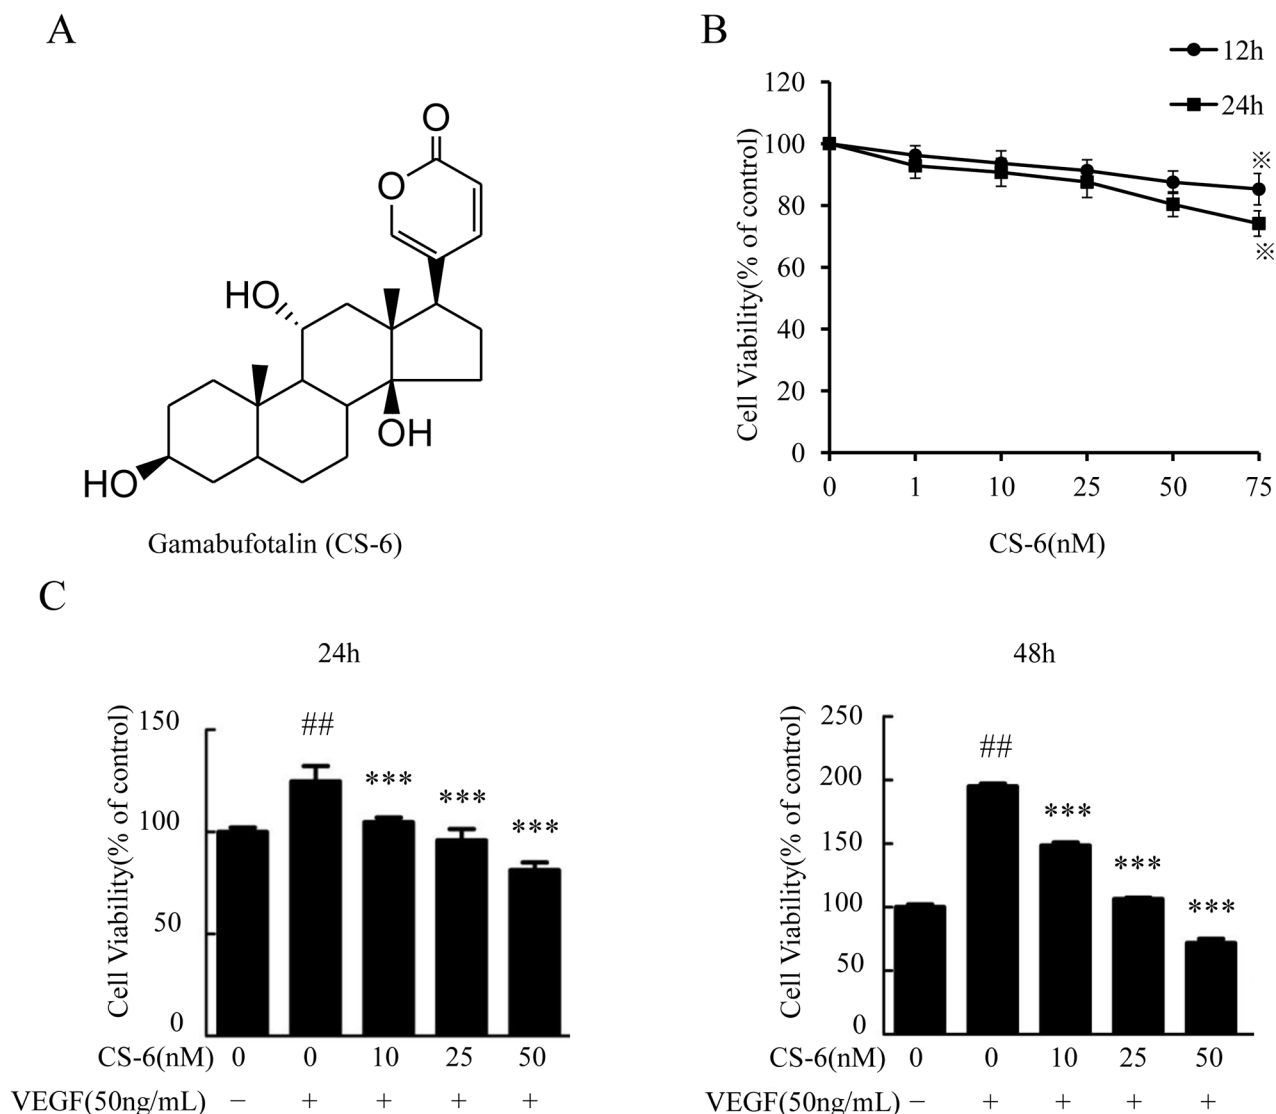 A
O
O
HO
OH
HO
Gamabufotalin (CS-6)
B
12h
24h
Cell Viability(% of control)
120
100
80
60
40
20
0
※
※
0 1 10 25 50 75
CS-6(nM)
C
24h
Cell Viability(% of control)
150
100
50
0
##
***
***
***
CS-6(nM) 0 0 10 25 50
VEGF(50ng/mL) − + + + +
48h
Cell Viability(% of control)
250
200
150
100
50
0
##
***
***
***
CS-6(nM) 0 0 10 25 50
VEGF(50ng/mL) − + + + +